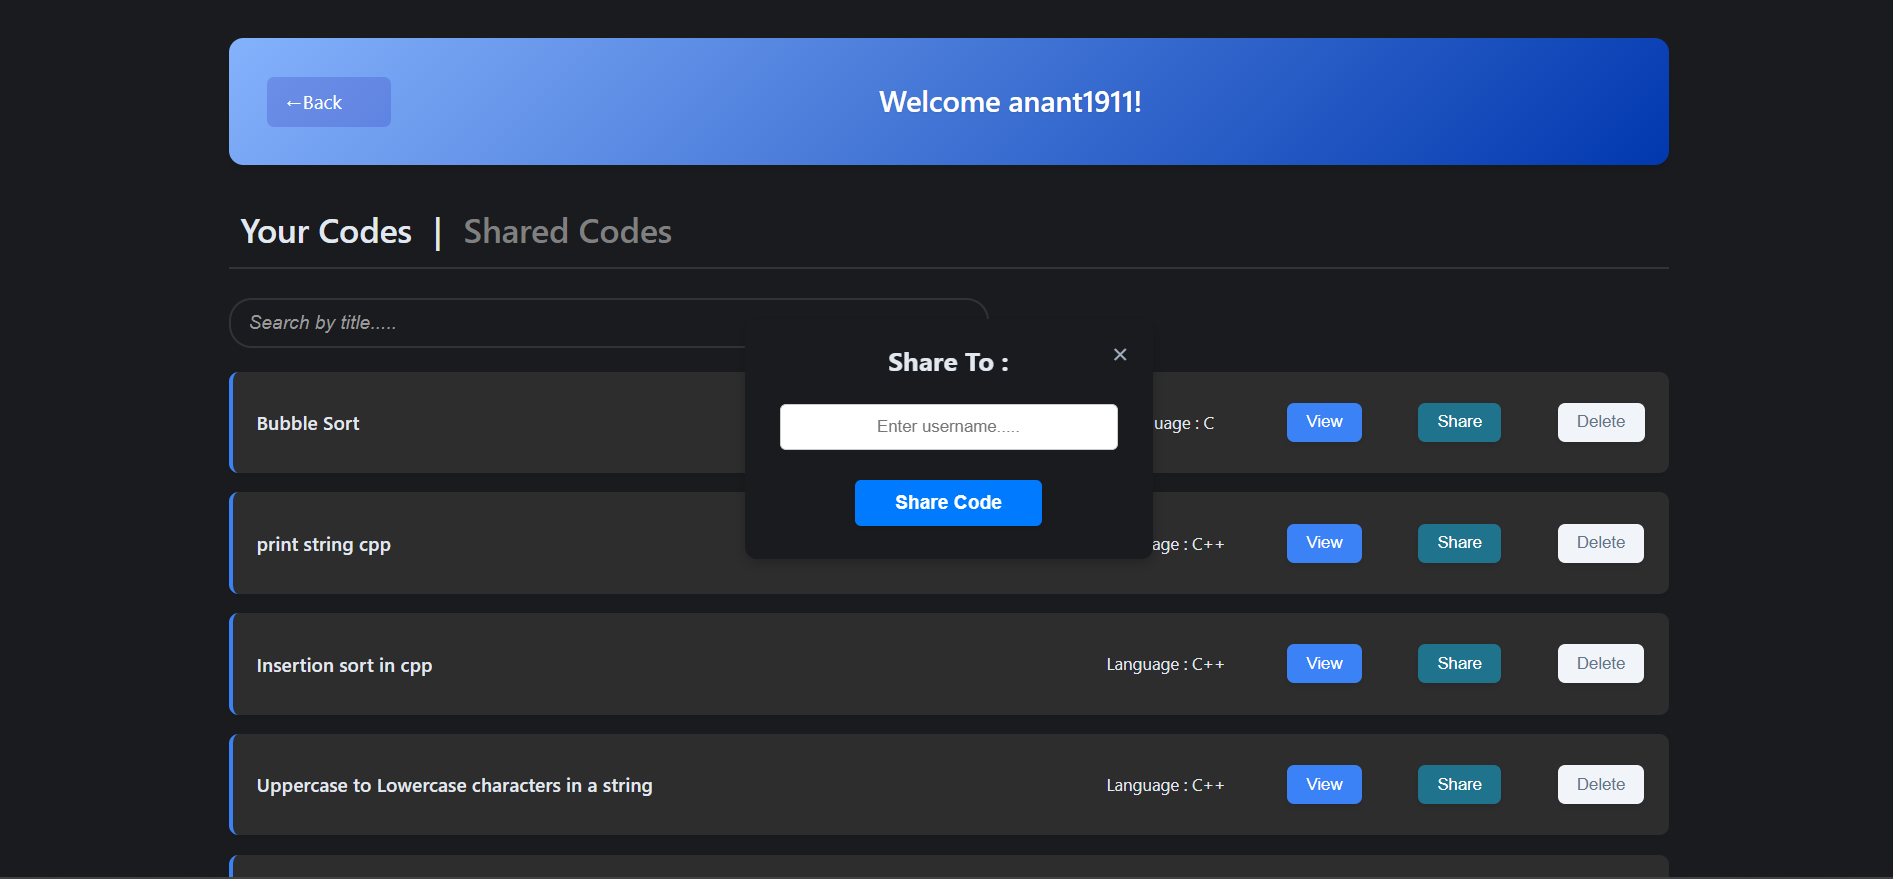 ←Back
Welcome anant1911!
Your Codes | Shared Codes
Search by title.....
Share To :
×
Enter username.....
Share Code
Bubble Sort
uage : C
View
Share
Delete
print string cpp
age : C++
View
Share
Delete
Insertion sort in cpp
Language : C++
View
Share
Delete
Uppercase to Lowercase characters in a string
Language : C++
View
Share
Delete